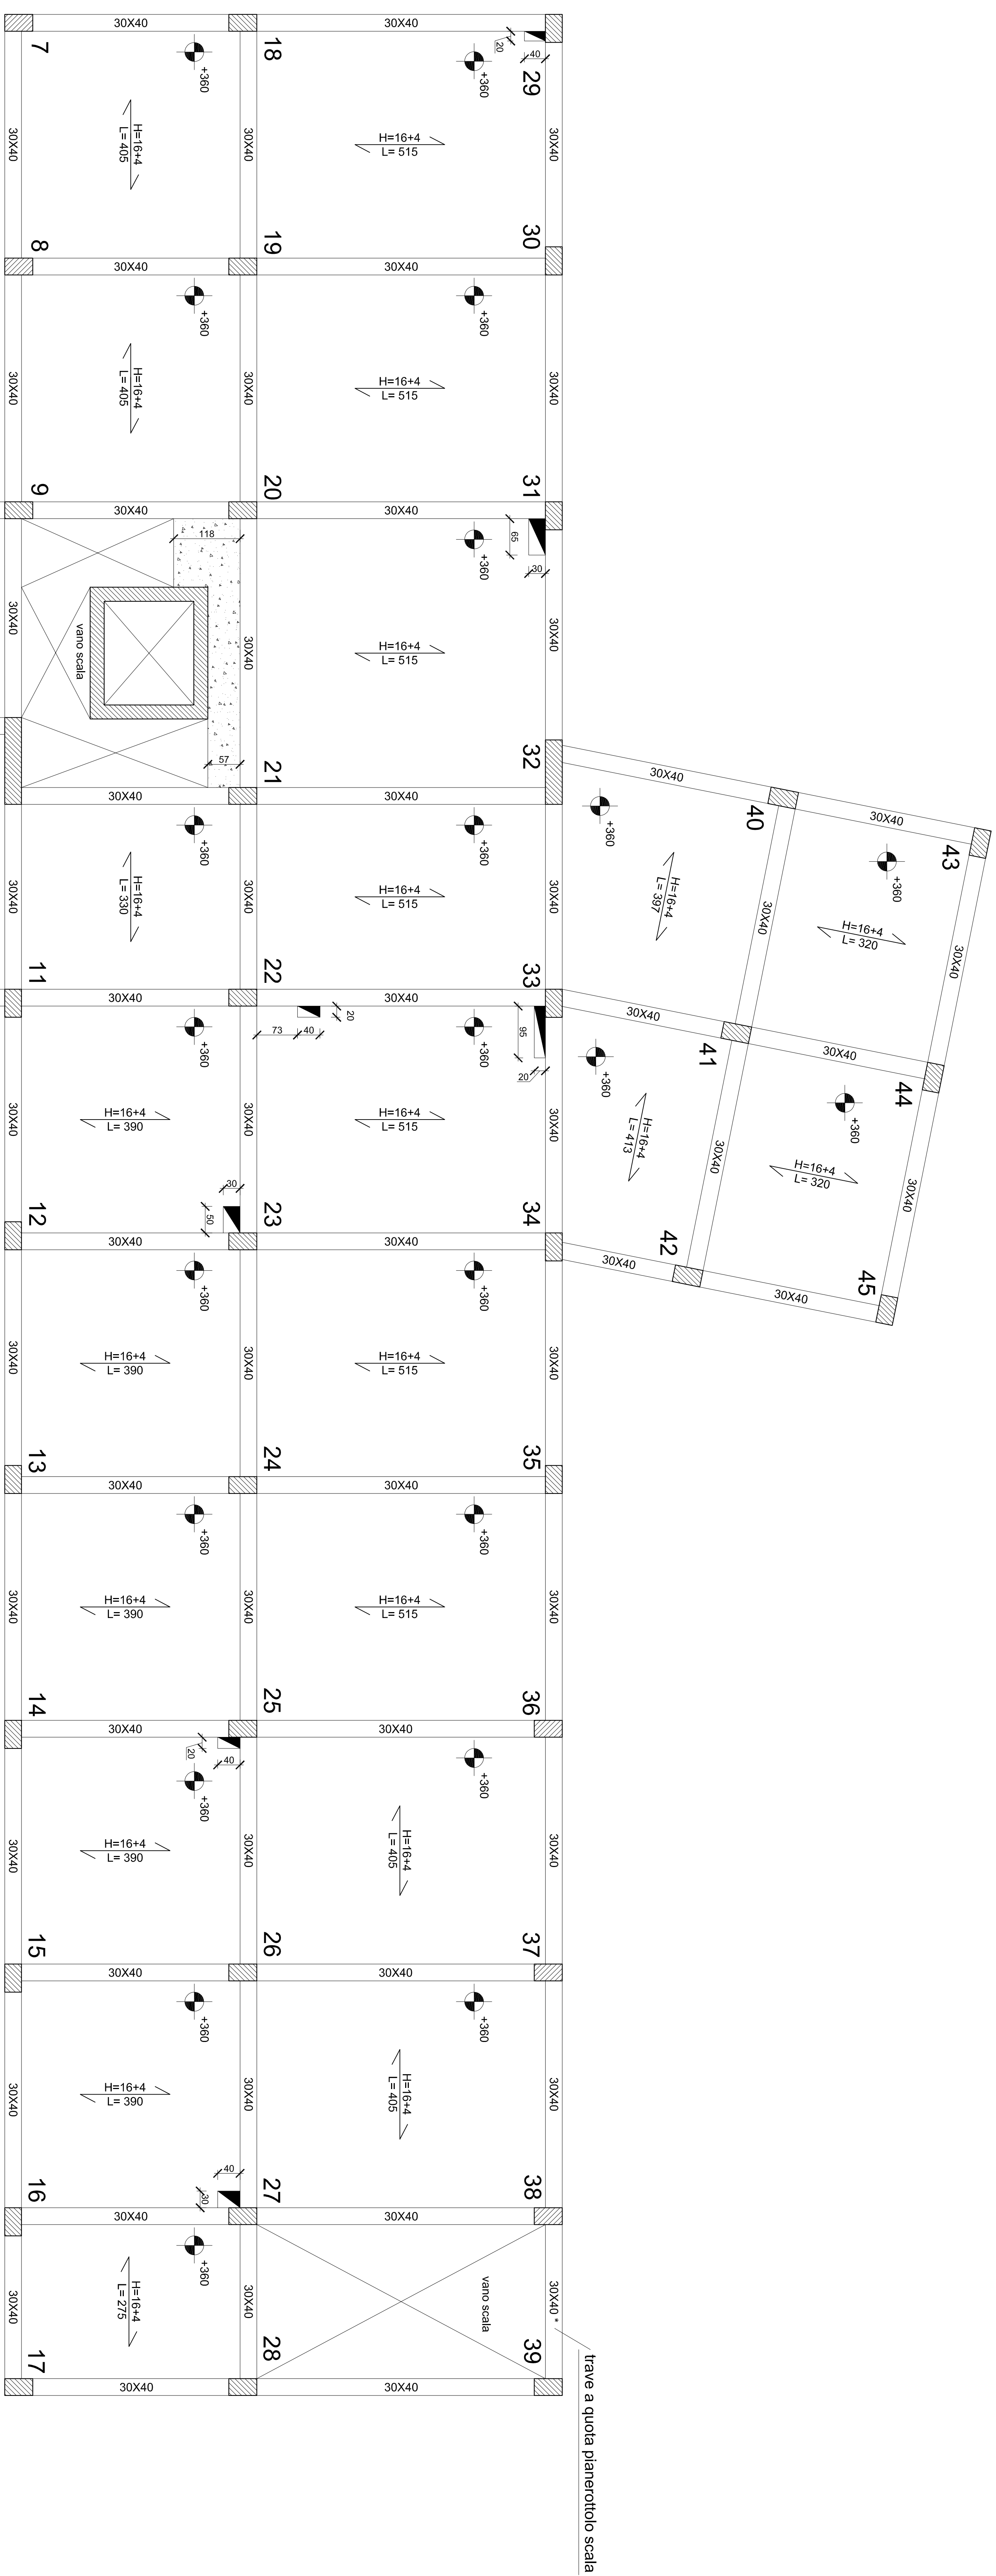 30X40
30X40
7
18
29
20
40
+360
+360
30X40
H=16+4
L= 405
30X40
H=16+4
L= 515
30X40
8
19
30
30X40
30X40
+360
+360
30X40
H=16+4
L= 405
30X40
H=16+4
L= 515
30X40
9
20
31
30X40
30X40
118
65
30
+360
30X40
vano scala
30X40
H=16+4
L= 515
30X40
57
21
32
30X40
30X40
+360
+360
30X40
H=16+4
L= 330
30X40
H=16+4
L= 515
30X40
11
22
33
30X40
40
30X40
43
+360
+360
H=16+4
L= 397
30X40
H=16+4
L= 320
30X40
41
30X40
44
+360
+360
H=16+4
L= 413
30X40
H=16+4
L= 320
30X40
42
30X40
30X40
45
30X40
30X40
20
73
40
95
20
+360
+360
30X40
H=16+4
L= 390
30X40
H=16+4
L= 515
30X40
30
50
12
23
34
30X40
30X40
+360
+360
30X40
H=16+4
L= 390
30X40
H=16+4
L= 515
30X40
13
24
35
30X40
30X40
+360
+360
30X40
H=16+4
L= 390
30X40
H=16+4
L= 515
30X40
14
25
36
30X40
30X40
20
40
+360
+360
30X40
H=16+4
L= 390
30X40
H=16+4
L= 405
30X40
15
26
37
30X40
30X40
+360
+360
30X40
H=16+4
L= 390
30X40
H=16+4
L= 405
30X40
40
30
16
27
38
30X40
30X40
+360
30X40
H=16+4
L= 275
30X40
vano scala
30X40 *
17
28
39
30X40
30X40
trave a quota pianerottolo scala